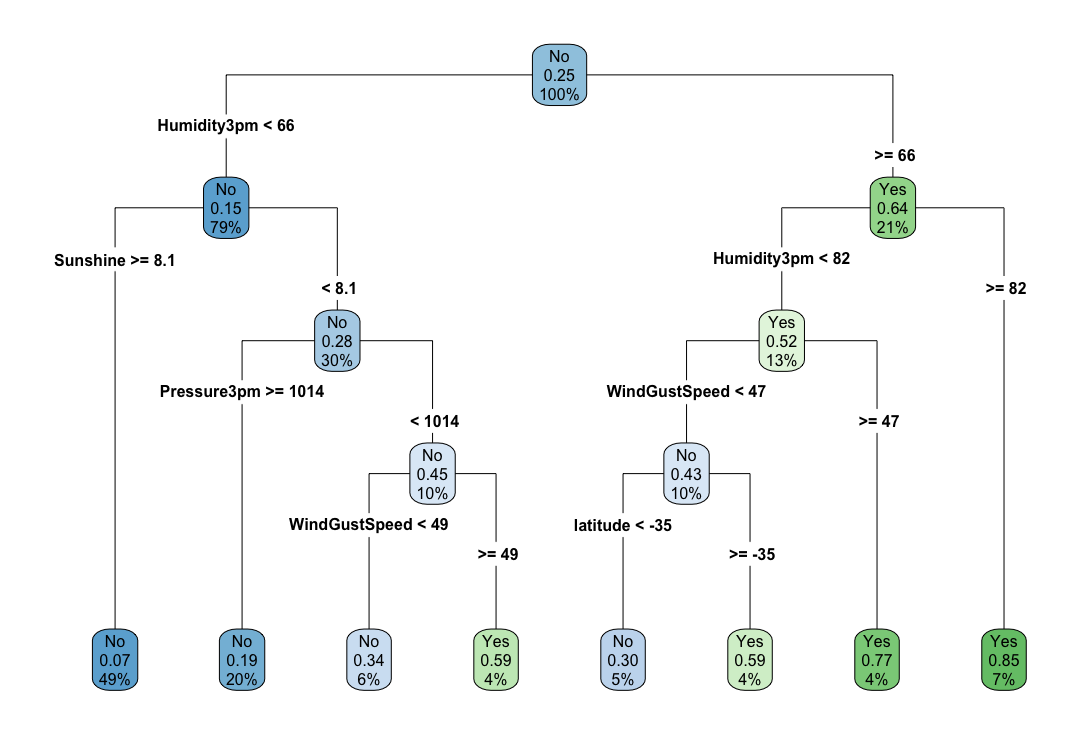 No
0.25
100%
Humidity3pm < 66
>= 66
No
0.15
79%
Yes
0.64
21%
Sunshine >= 8.1
< 8.1
Humidity3pm < 82
>= 82
No
0.28
30%
Yes
0.52
13%
Pressure3pm >= 1014
< 1014
WindGustSpeed < 47
>= 47
No
0.45
10%
No
0.43
10%
WindGustSpeed < 49
>= 49
latitude < -35
>= -35
No
0.07
49%
No
0.19
20%
No
0.34
6%
Yes
0.59
4%
No
0.30
5%
Yes
0.59
4%
Yes
0.77
4%
Yes
0.85
7%